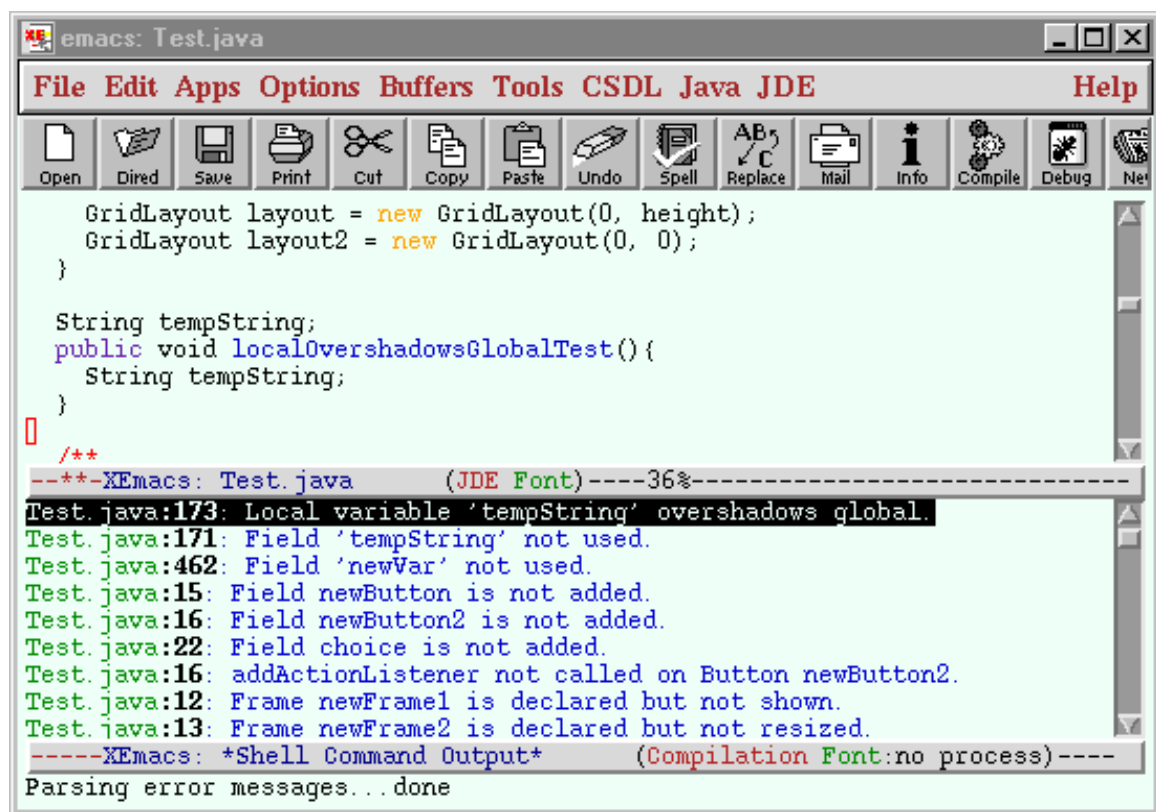 emacs: Test.java
File Edit Apps Options Buffers Tools CSDL Java JDE Help
Open Dired Save Print Cut Copy Paste Undo Spell Replace Mail Info Compile Debug
GridLayout layout = new GridLayout(0, height);
GridLayout layout2 = new GridLayout(0, 0);
}
String tempString;
public void localOvershadowsGlobalTest(){
String tempString;
}
/**
--**-XEmacs: Test.java (JDE Font)----36%------------------------------
Test.java:173: Local variable 'tempString' overshadows global.
Test.java:171: Field 'tempString' not used.
Test.java:462: Field 'newVar' not used.
Test.java:15: Field newButton is not added.
Test.java:16: Field newButton2 is not added.
Test.java:22: Field choice is not added.
Test.java:16: addActionListener not called on Button newButton2.
Test.java:12: Frame newFrame1 is declared but not shown.
Test.java:13: Frame newFrame2 is declared but not resized.
-----XEmacs: *Shell Command Output* (Compilation Font:no process)----
Parsing error messages...done